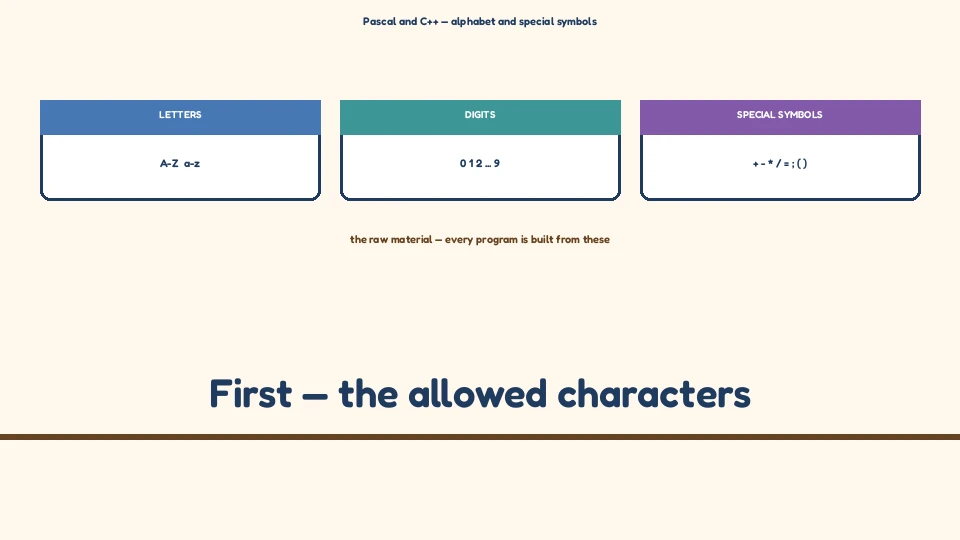 Pascal and C++ — alphabet and special symbols
LETTERS
A-Z a-z
DIGITS
0 1 2 ... 9
SPECIAL SYMBOLS
+ - * / = ; ( )
the raw material — every program is built from these
First — the allowed characters